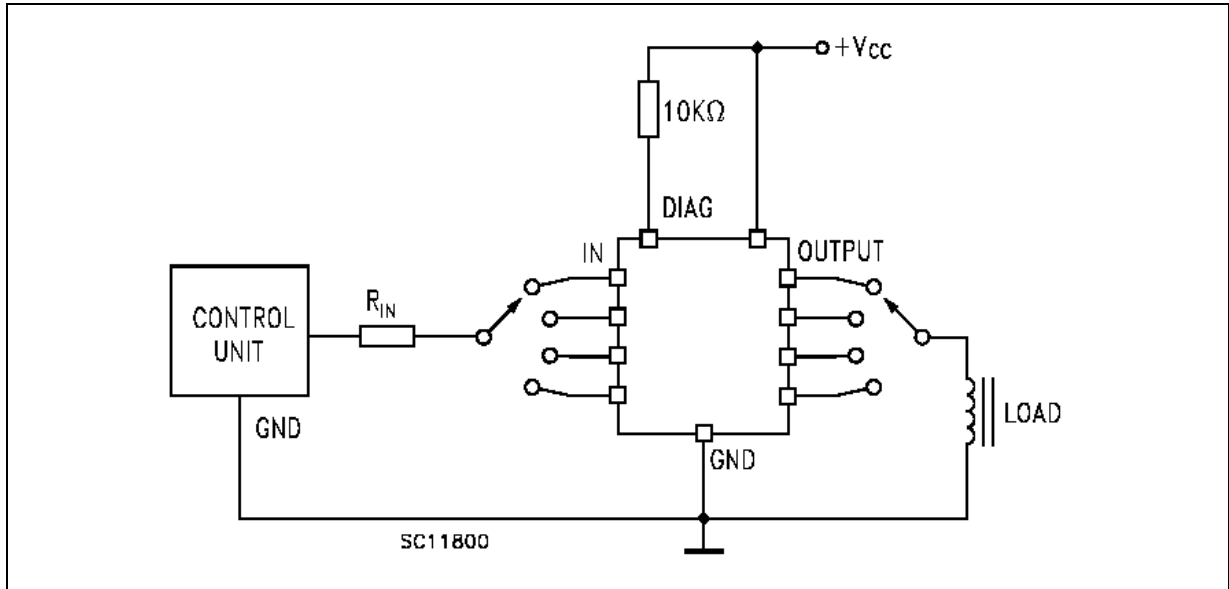 +VCC
10KΩ
DIAG
IN
OUTPUT
RIN
CONTROL
UNIT
LOAD
GND
GND
SC11800